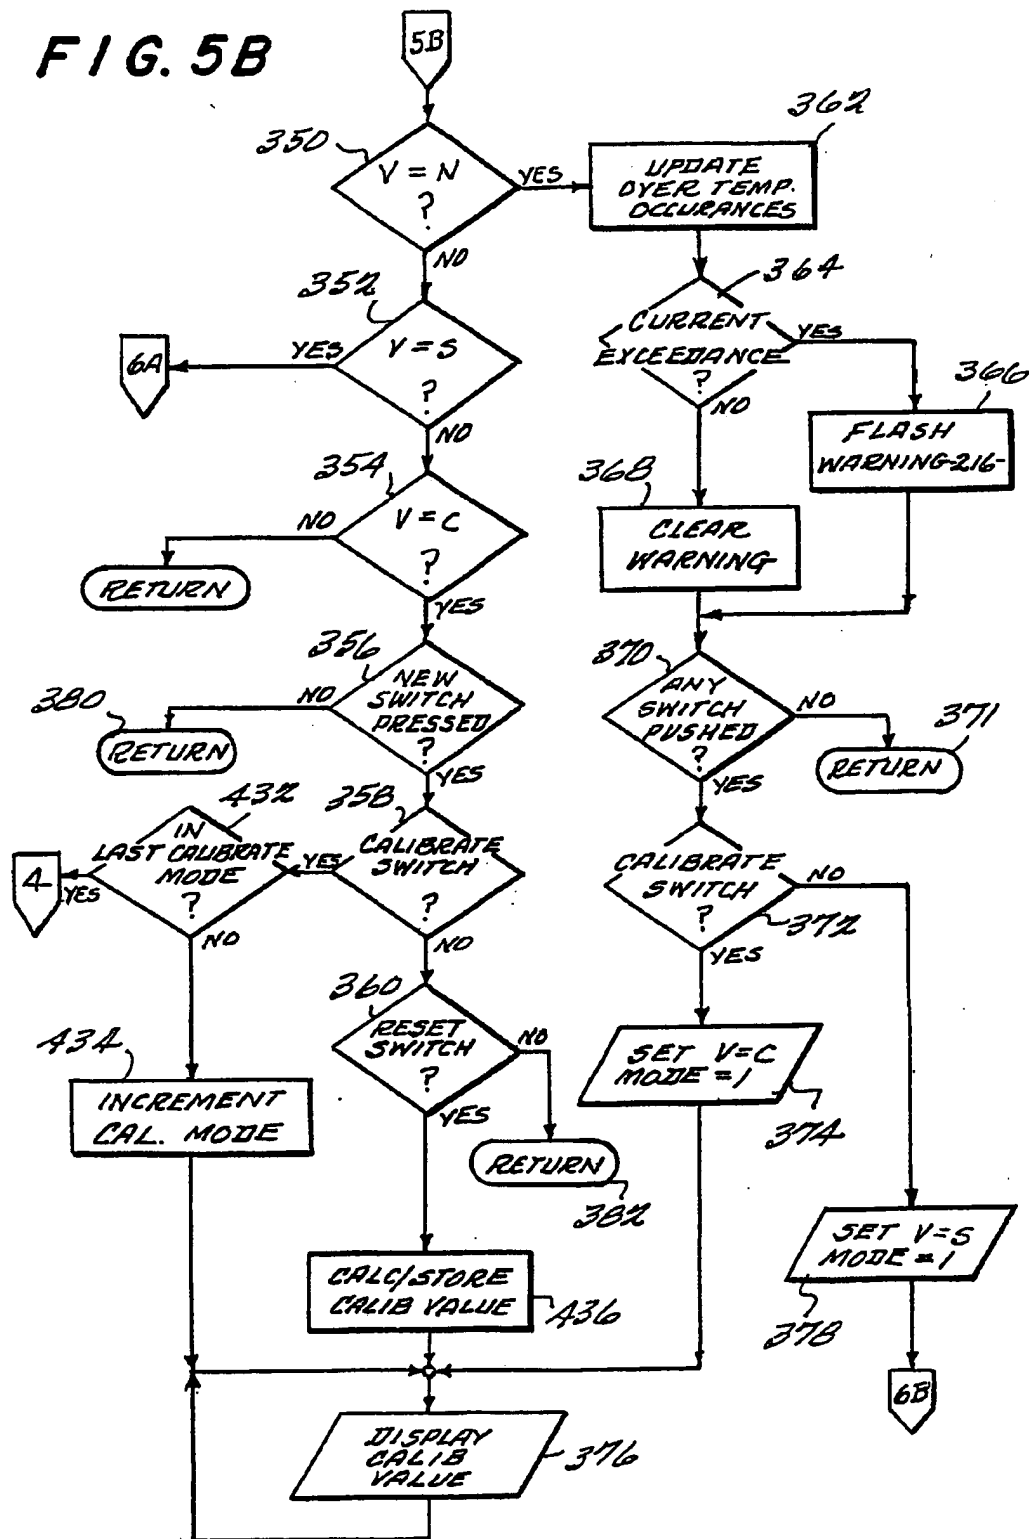 FIG. 5B
5B
350
V = N
?
YES
NO
362
UPDATE
OVER TEMP.
OCCURANCES
352
V = S
?
YES
NO
6A
364
CURRENT
EXCEEDANCE
?
YES
NO
366
FLASH
WARNING-216-
354
V = C
?
NO
YES
RETURN
368
CLEAR
WARNING
356
NEW
SWITCH
PRESSED
?
NO
YES
380
RETURN
370
ANY
SWITCH
PUSHED
?
NO
YES
371
RETURN
432
IN
LAST CALIBRATE
MODE
?
YES
NO
4
358
CALIBRATE
SWITCH
?
YES
NO
CALIBRATE
SWITCH
?
NO
372
YES
360
RESET
SWITCH
?
NO
YES
RETURN
382
434
INCREMENT
CAL. MODE
SET V=C
MODE = 1
374
CALC/STORE
CALIB VALUE
436
SET V=S
MODE = 1
378
6B
DISPLAY
CALIB
VALUE
376